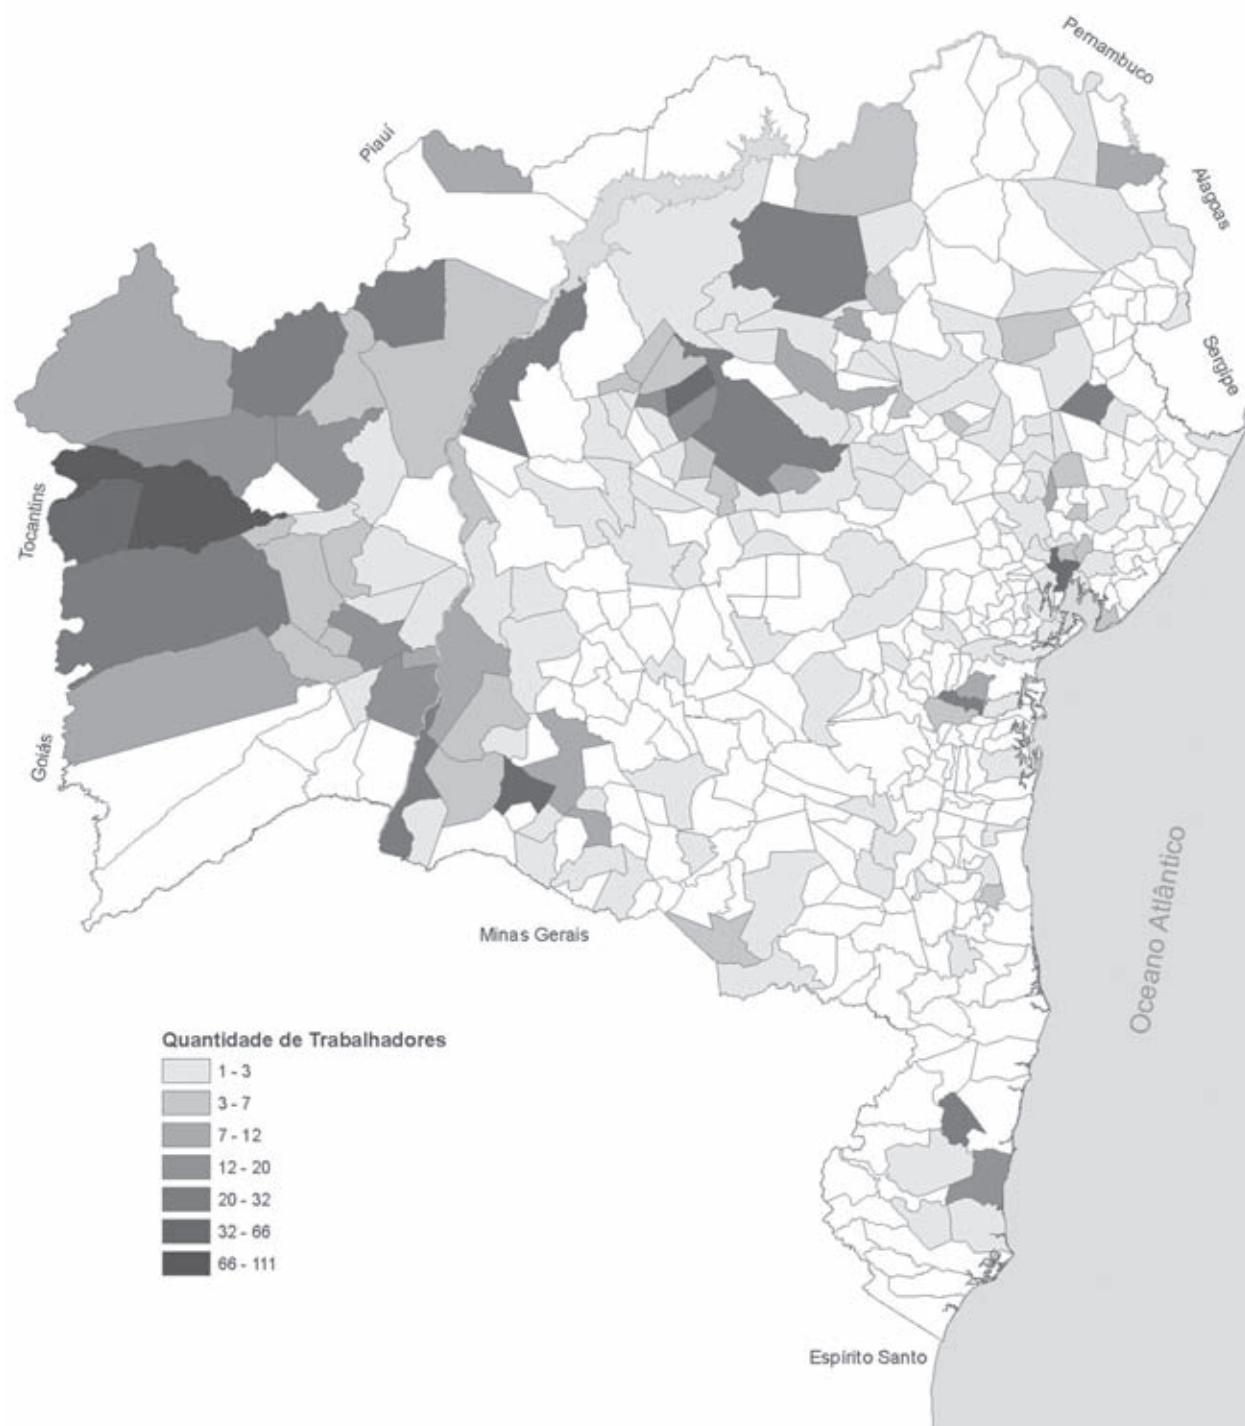 Pernambuco
Piauí
Alagoas
Sergipe
Tocantins
Goiás
Oceano Atlântico
Minas Gerais
Quantidade de Trabalhadores
1 - 3
3 - 7
7 - 12
12 - 20
20 - 32
32 - 66
66 - 111
Espírito Santo